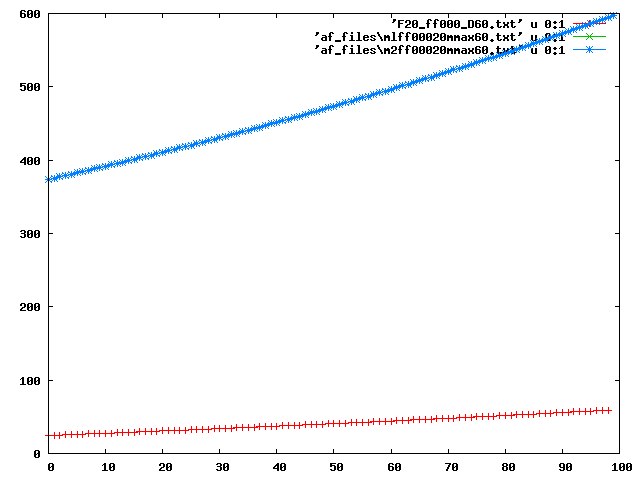 600
500
400
300
200
100
0
'F20_ff000_D60.txt' u 0:1
'af_files\m1ff00020mmax60.txt' u 0:1
'af_files\m2ff00020mmax60.txt' u 0:1
0 10 20 30 40 50 60 70 80 90 100